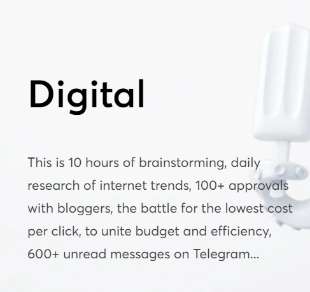 Digital
This is 10 hours of brainstorming, daily
research of internet trends, 100+ approvals
with bloggers, the battle for the lowest cost
per click, to unite budget and efficiency,
600+ unread messages on Telegram...